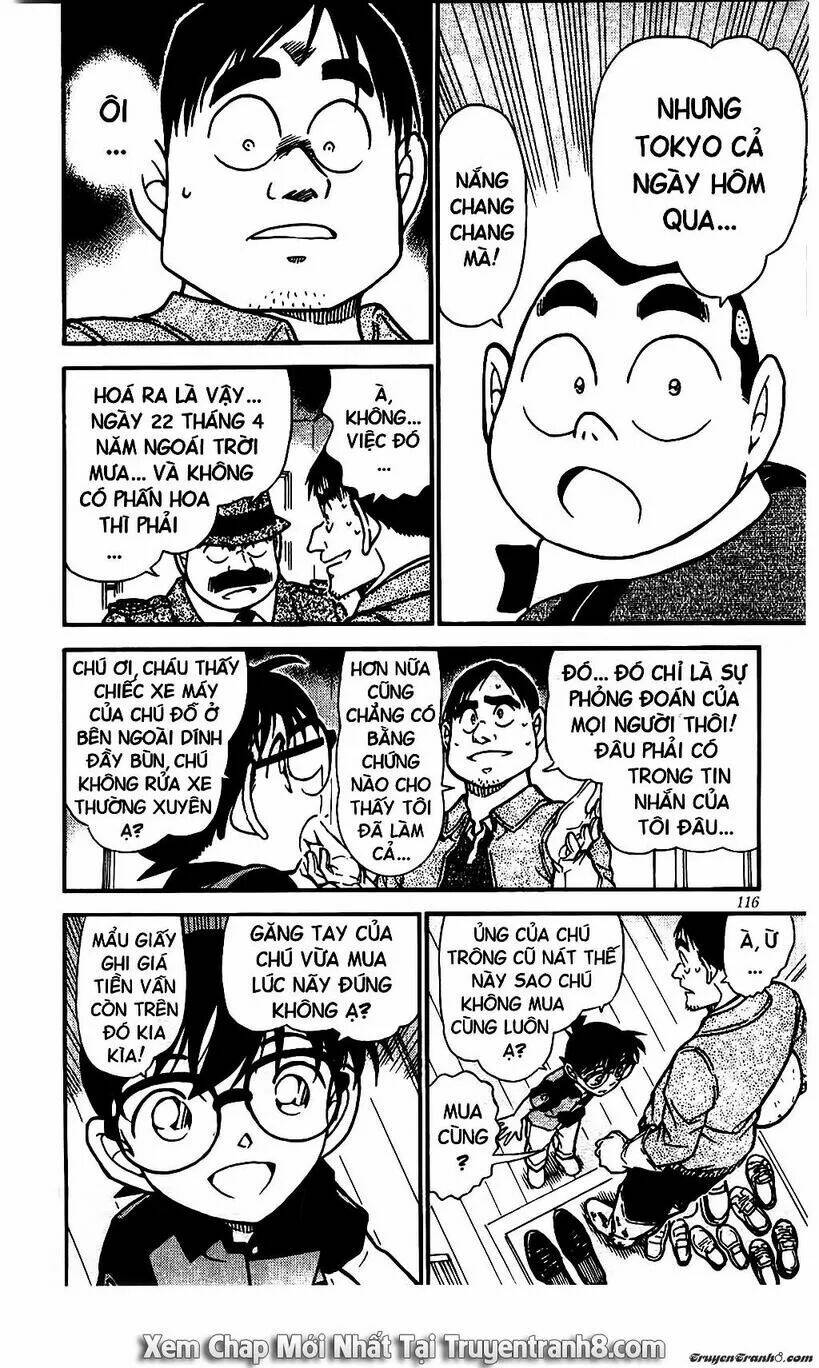 NHƯNG
TOKYO CẢ
NGÀY HÔM
QUA...
NẮNG
CHANG
CHANG
MÀ!
ÔI
...
À,
KHÔNG...
VIỆC ĐÓ
...
HOÁ RA LÀ VẬY...
NGÀY 22 THÁNG 4
NĂM NGOÁI TRỜI
MƯA... VÀ KHÔNG
CÓ PHẤN HOA
THÌ PHẢI
...
ĐÓ... ĐÓ CHỈ LÀ SỰ
PHỎNG ĐOÁN CỦA
MỌI NGƯỜI THÔI!
ĐÂU PHẢI CÓ
TRONG TIN
NHẮN CỦA
TÔI ĐÂU...
HƠN NỮA
CŨNG
CHẲNG CÓ
BẰNG
CHỨNG
NÀO CHO
THẤY TÔI
ĐÃ LÀM
CẢ...
CHÚ ƠI, CHÁU THẤY
CHIẾC XE MÁY
CỦA CHÚ ĐỖ Ở
BÊN NGOÀI DÍNH
ĐẦY BÙN, CHÚ
KHÔNG RỬA XE
THƯỜNG XUYÊN
Ạ?
116
À, Ừ
...
ỦNG CỦA CHÚ
TRÔNG CŨ NÁT THẾ
NÀY SAO CHÚ
KHÔNG MUA
CÙNG LUÔN
Ạ?
MUA
CÙNG
?
GĂNG TAY CỦA
CHÚ VỪA MUA
LÚC NÃY ĐÚNG
KHÔNG Ạ?
MẨU GIẤY
GHI GIÁ
TIỀN VẪN
CÒN TRÊN
ĐÓ KIA
KÌA!
Xem Chap Mới Nhất Tại Truyentranh8.com
TruyenTranh8.com